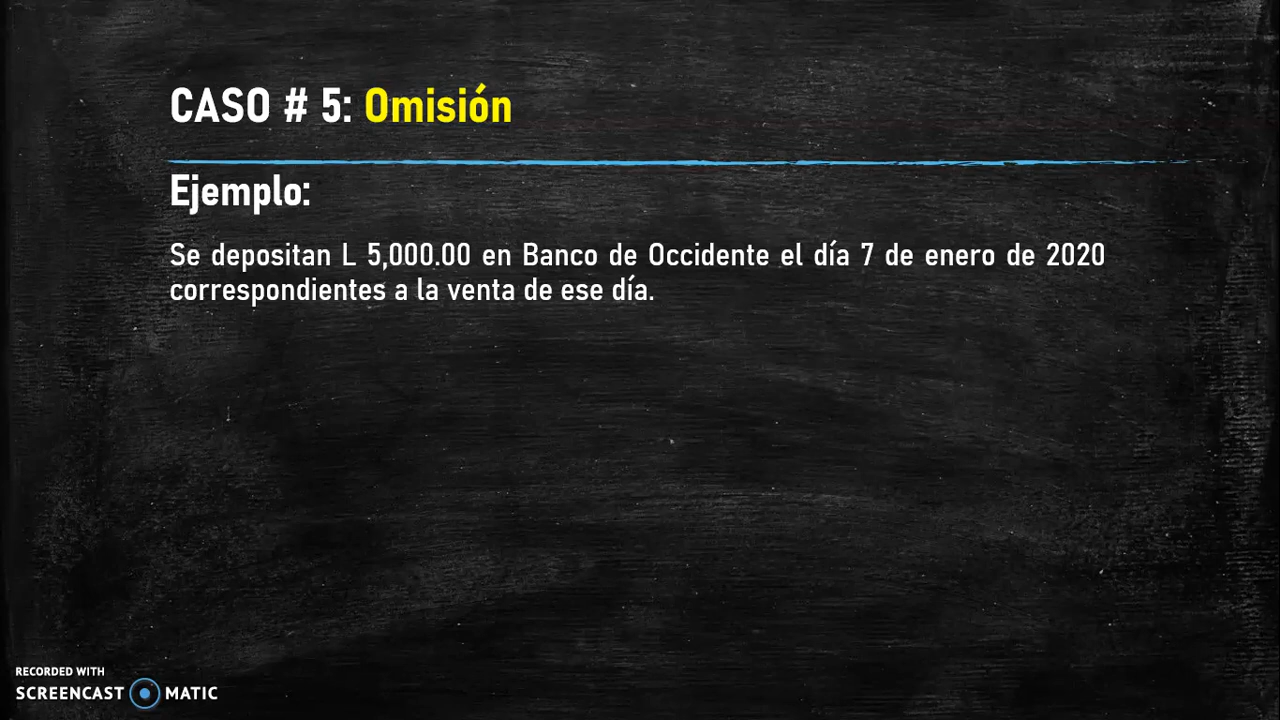 CASO # 5: Omisión
Ejemplo:
Se depositan L 5,000.00 en Banco de Occidente el día 7 de enero de 2020
correspondientes a la venta de ese día.
RECORDED WITH
SCREENCAST MATIC